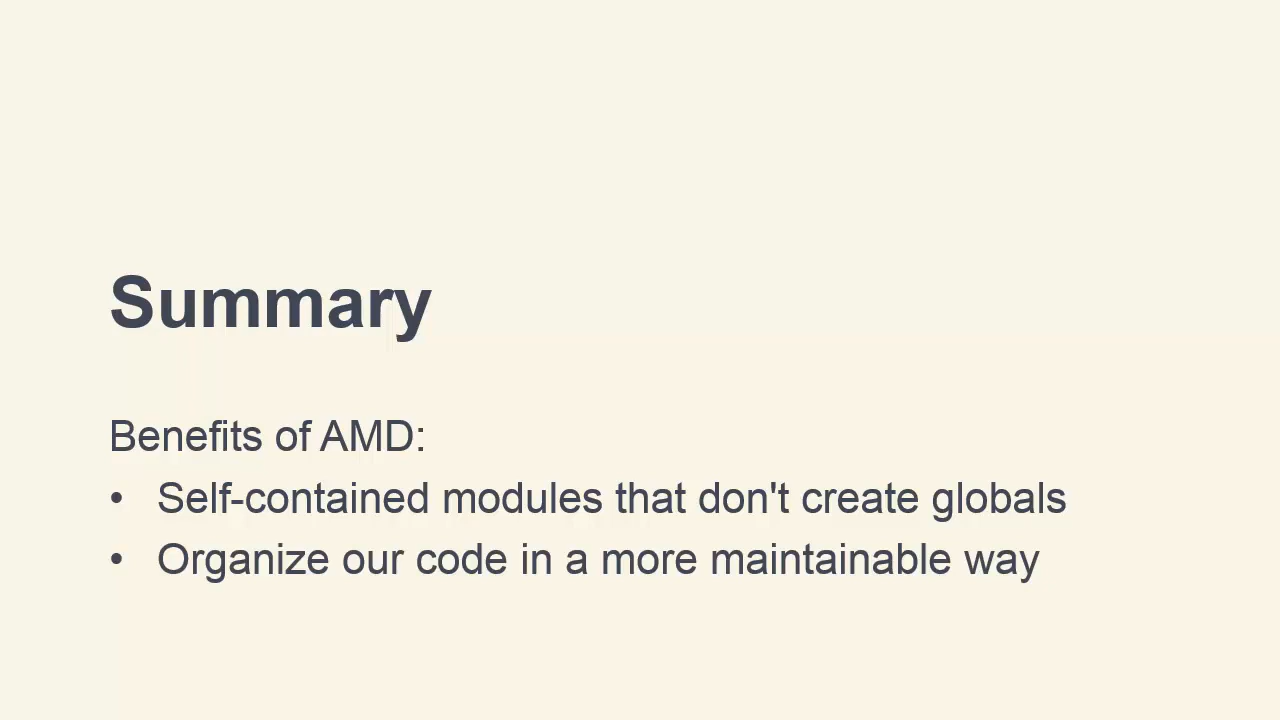 Summary
Benefits of AMD:
• Self-contained modules that don't create globals
• Organize our code in a more maintainable way